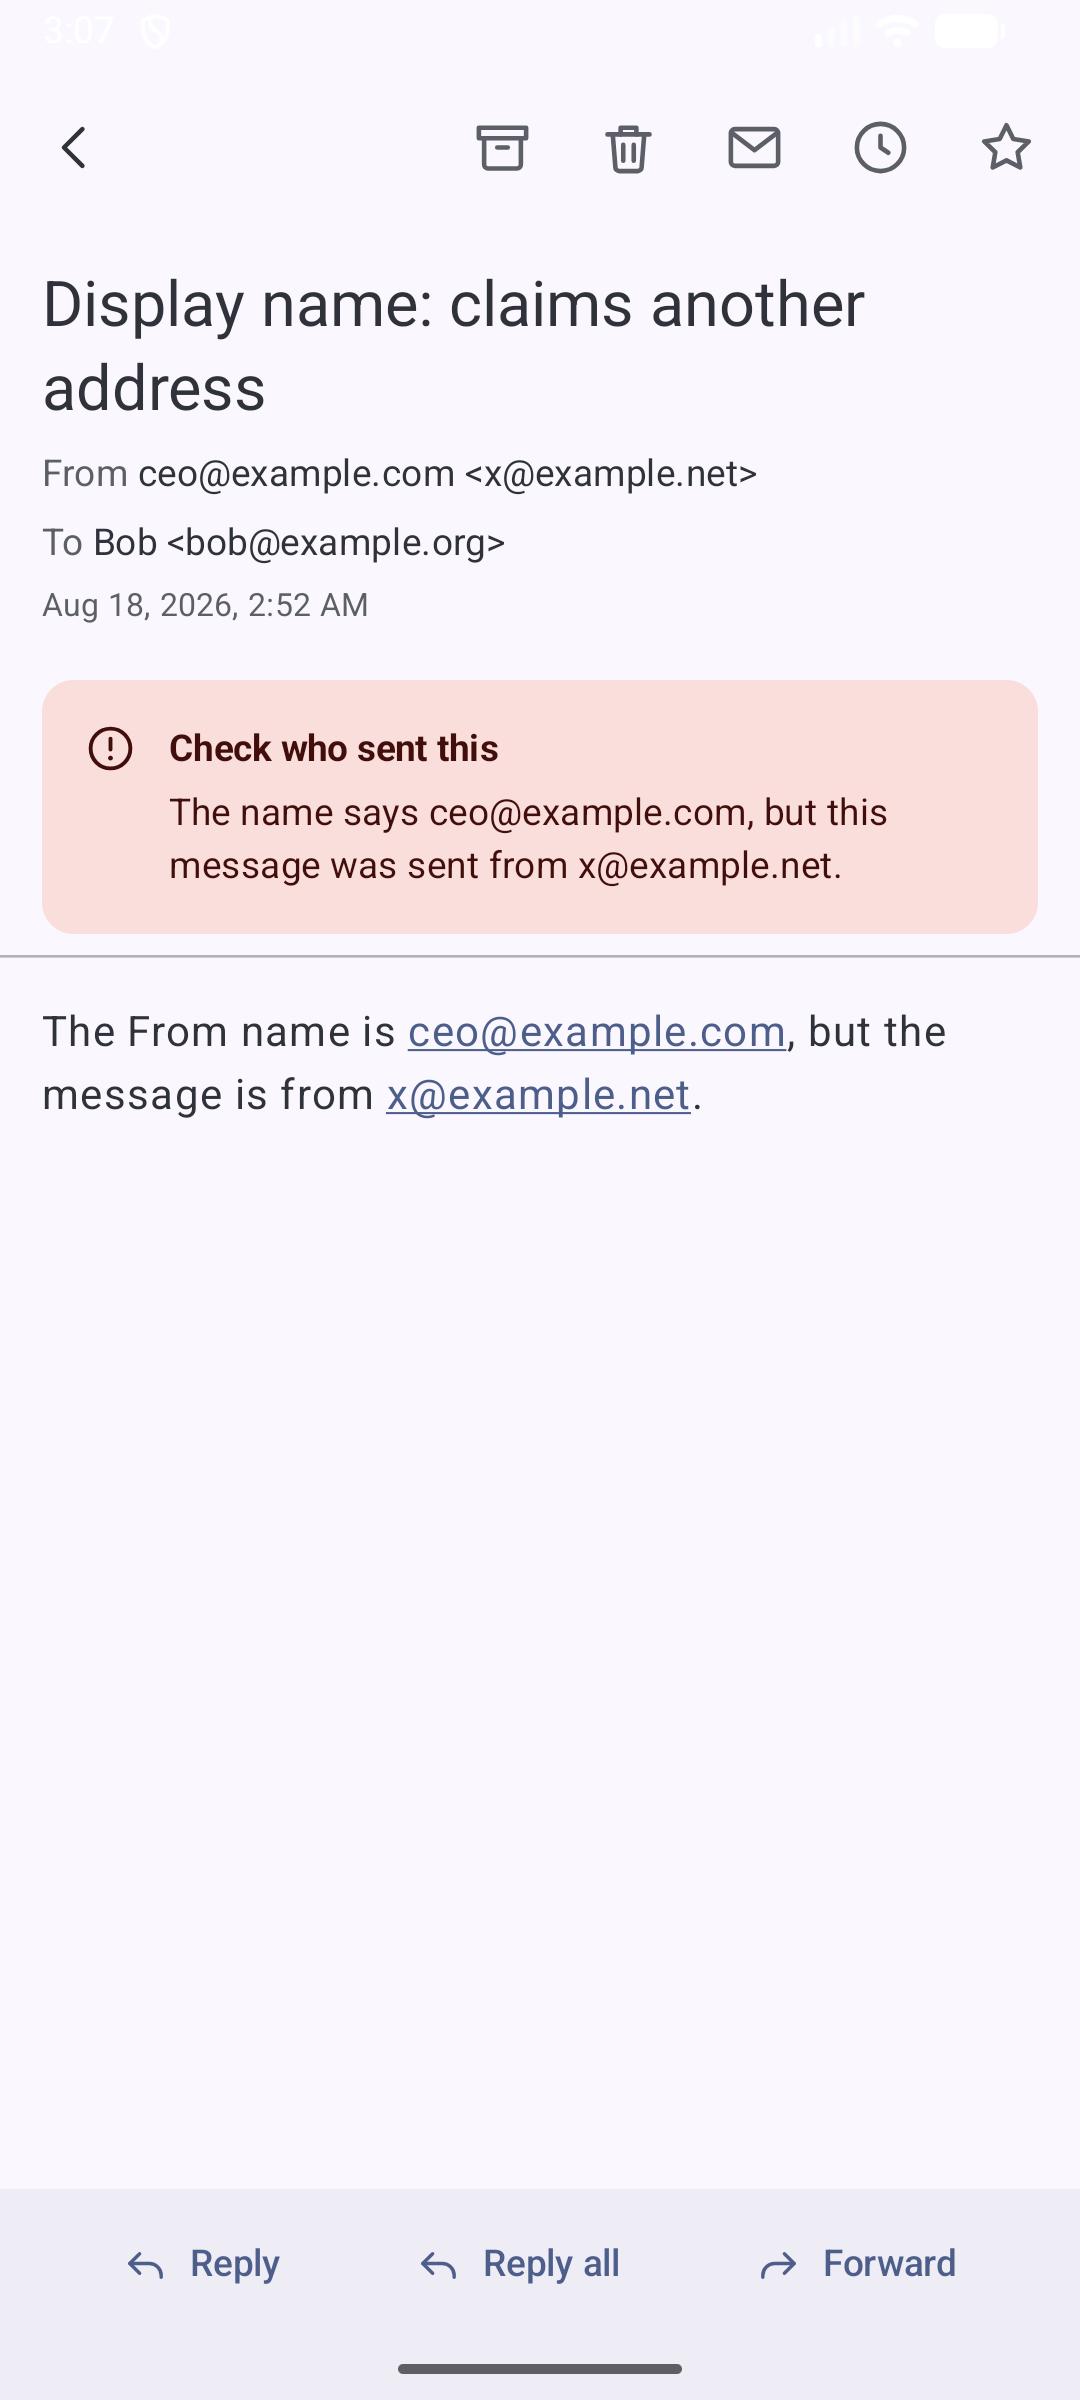 3:07
Display name: claims another
address
From ceo@example.com <x@example.net>
To Bob <bob@example.org>
Aug 18, 2026, 2:52 AM
Check who sent this
The name says ceo@example.com, but this
message was sent from x@example.net.
The From name is ceo@example.com, but the
message is from x@example.net.
Reply
Reply all
Forward